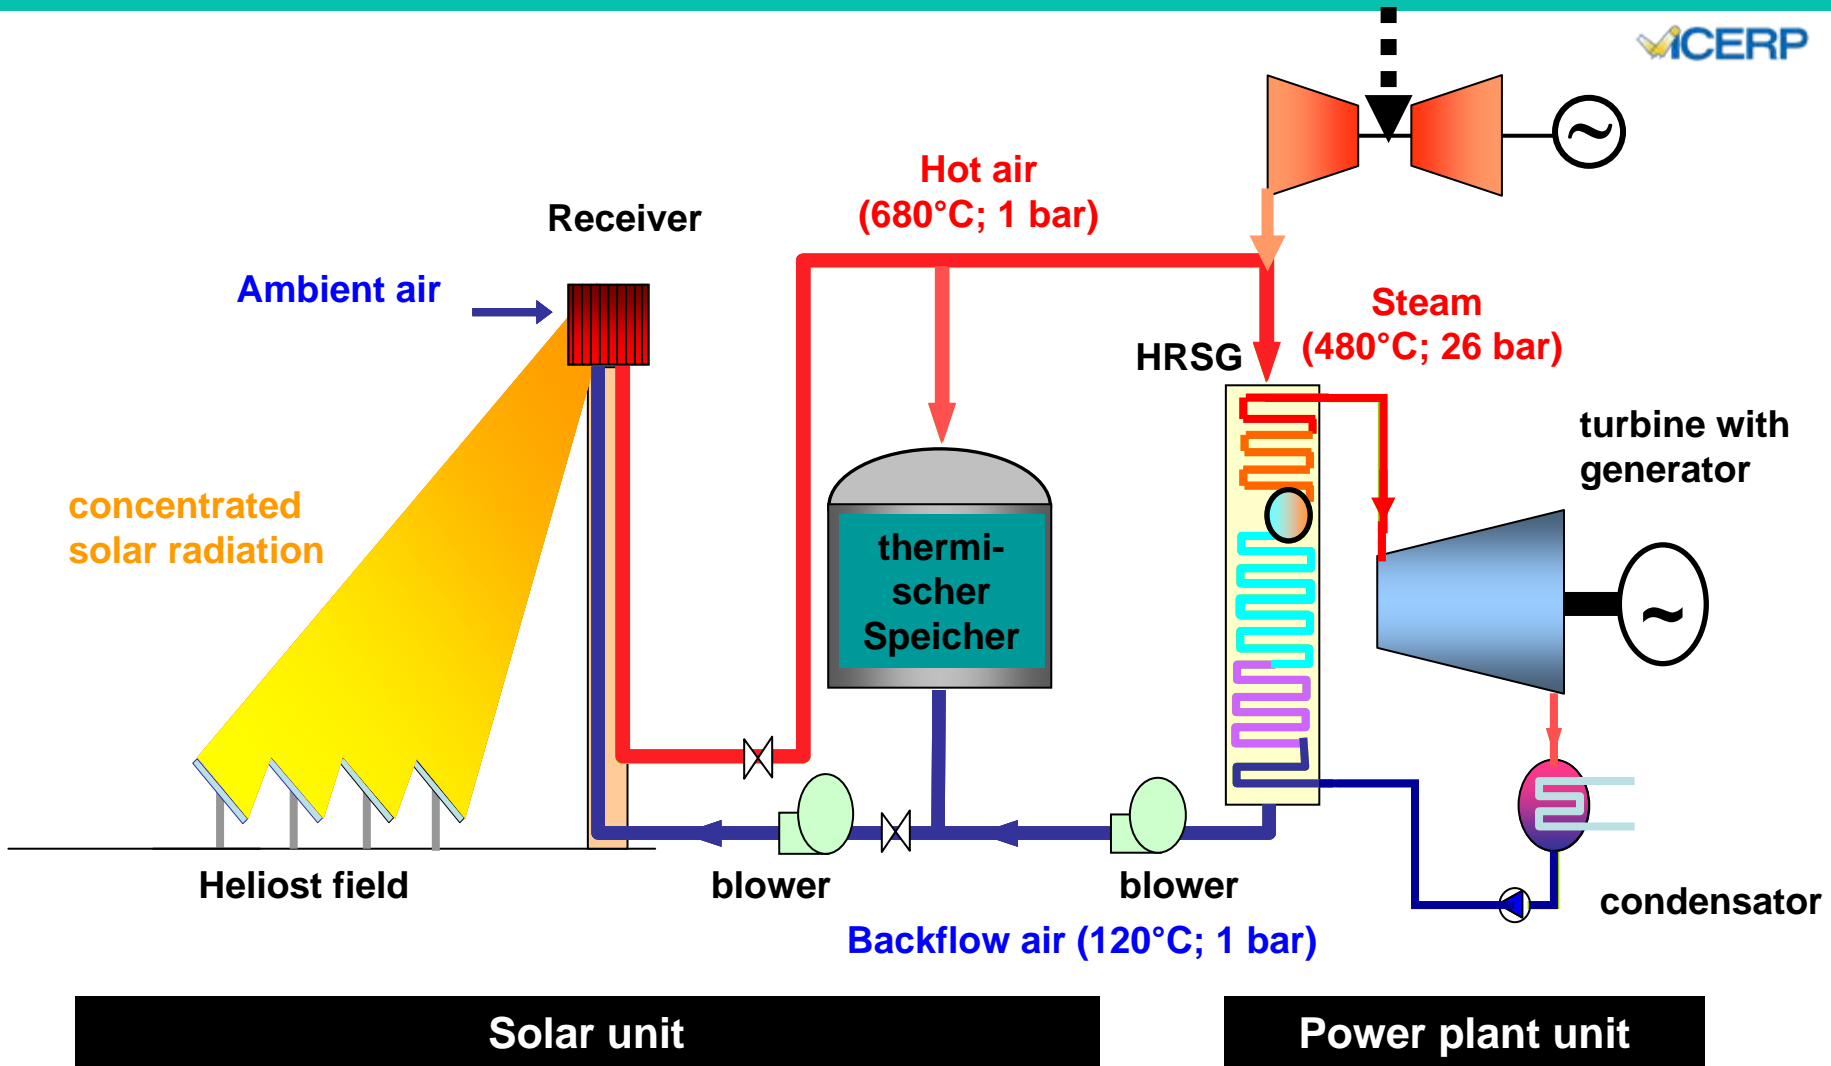 ViCERP
Hot air
(680°C; 1 bar)
Receiver
Ambient air
Steam
(480°C; 26 bar)
HRSG
turbine with
generator
~
~
concentrated
solar radiation
thermi-
scher
Speicher
Heliost field
blower
blower
condensator
Backflow air (120°C; 1 bar)
Solar unit
Power plant unit